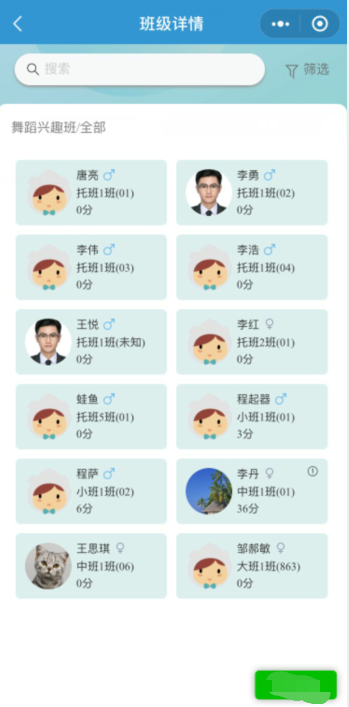 班级详情
搜索
筛选
舞蹈兴趣班/全部
唐亮
托班1班(01)
0分
李勇
托班1班(02)
0分
李伟
托班1班(03)
0分
李浩
托班1班(04)
0分
王悦
托班1班(未知)
0分
李红
托班2班(01)
0分
蛙鱼
托班5班(01)
0分
程起器
小班1班(01)
3分
程萨
小班1班(02)
6分
李丹
中班1班(01)
36分
王思琪
中班1班(06)
0分
邹郝敏
大班1班(863)
0分